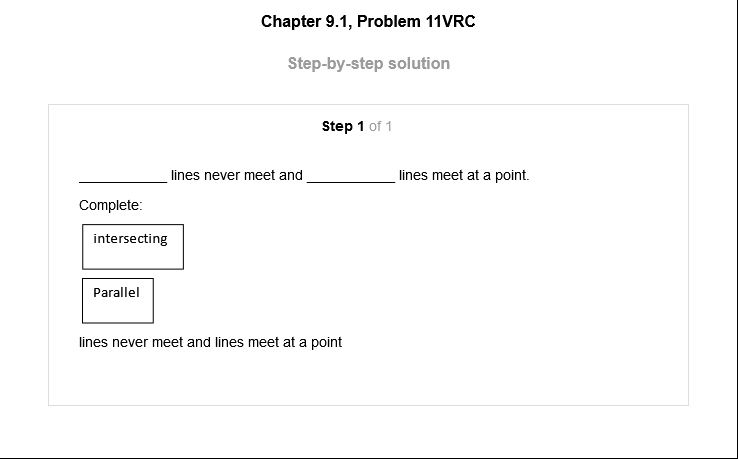 Chapter 9.1, Problem 11VRC
Step-by-step solution
Step 1 of 1
___________ lines never meet and ___________ lines meet at a point.
Complete:
intersecting
Parallel
lines never meet and lines meet at a point